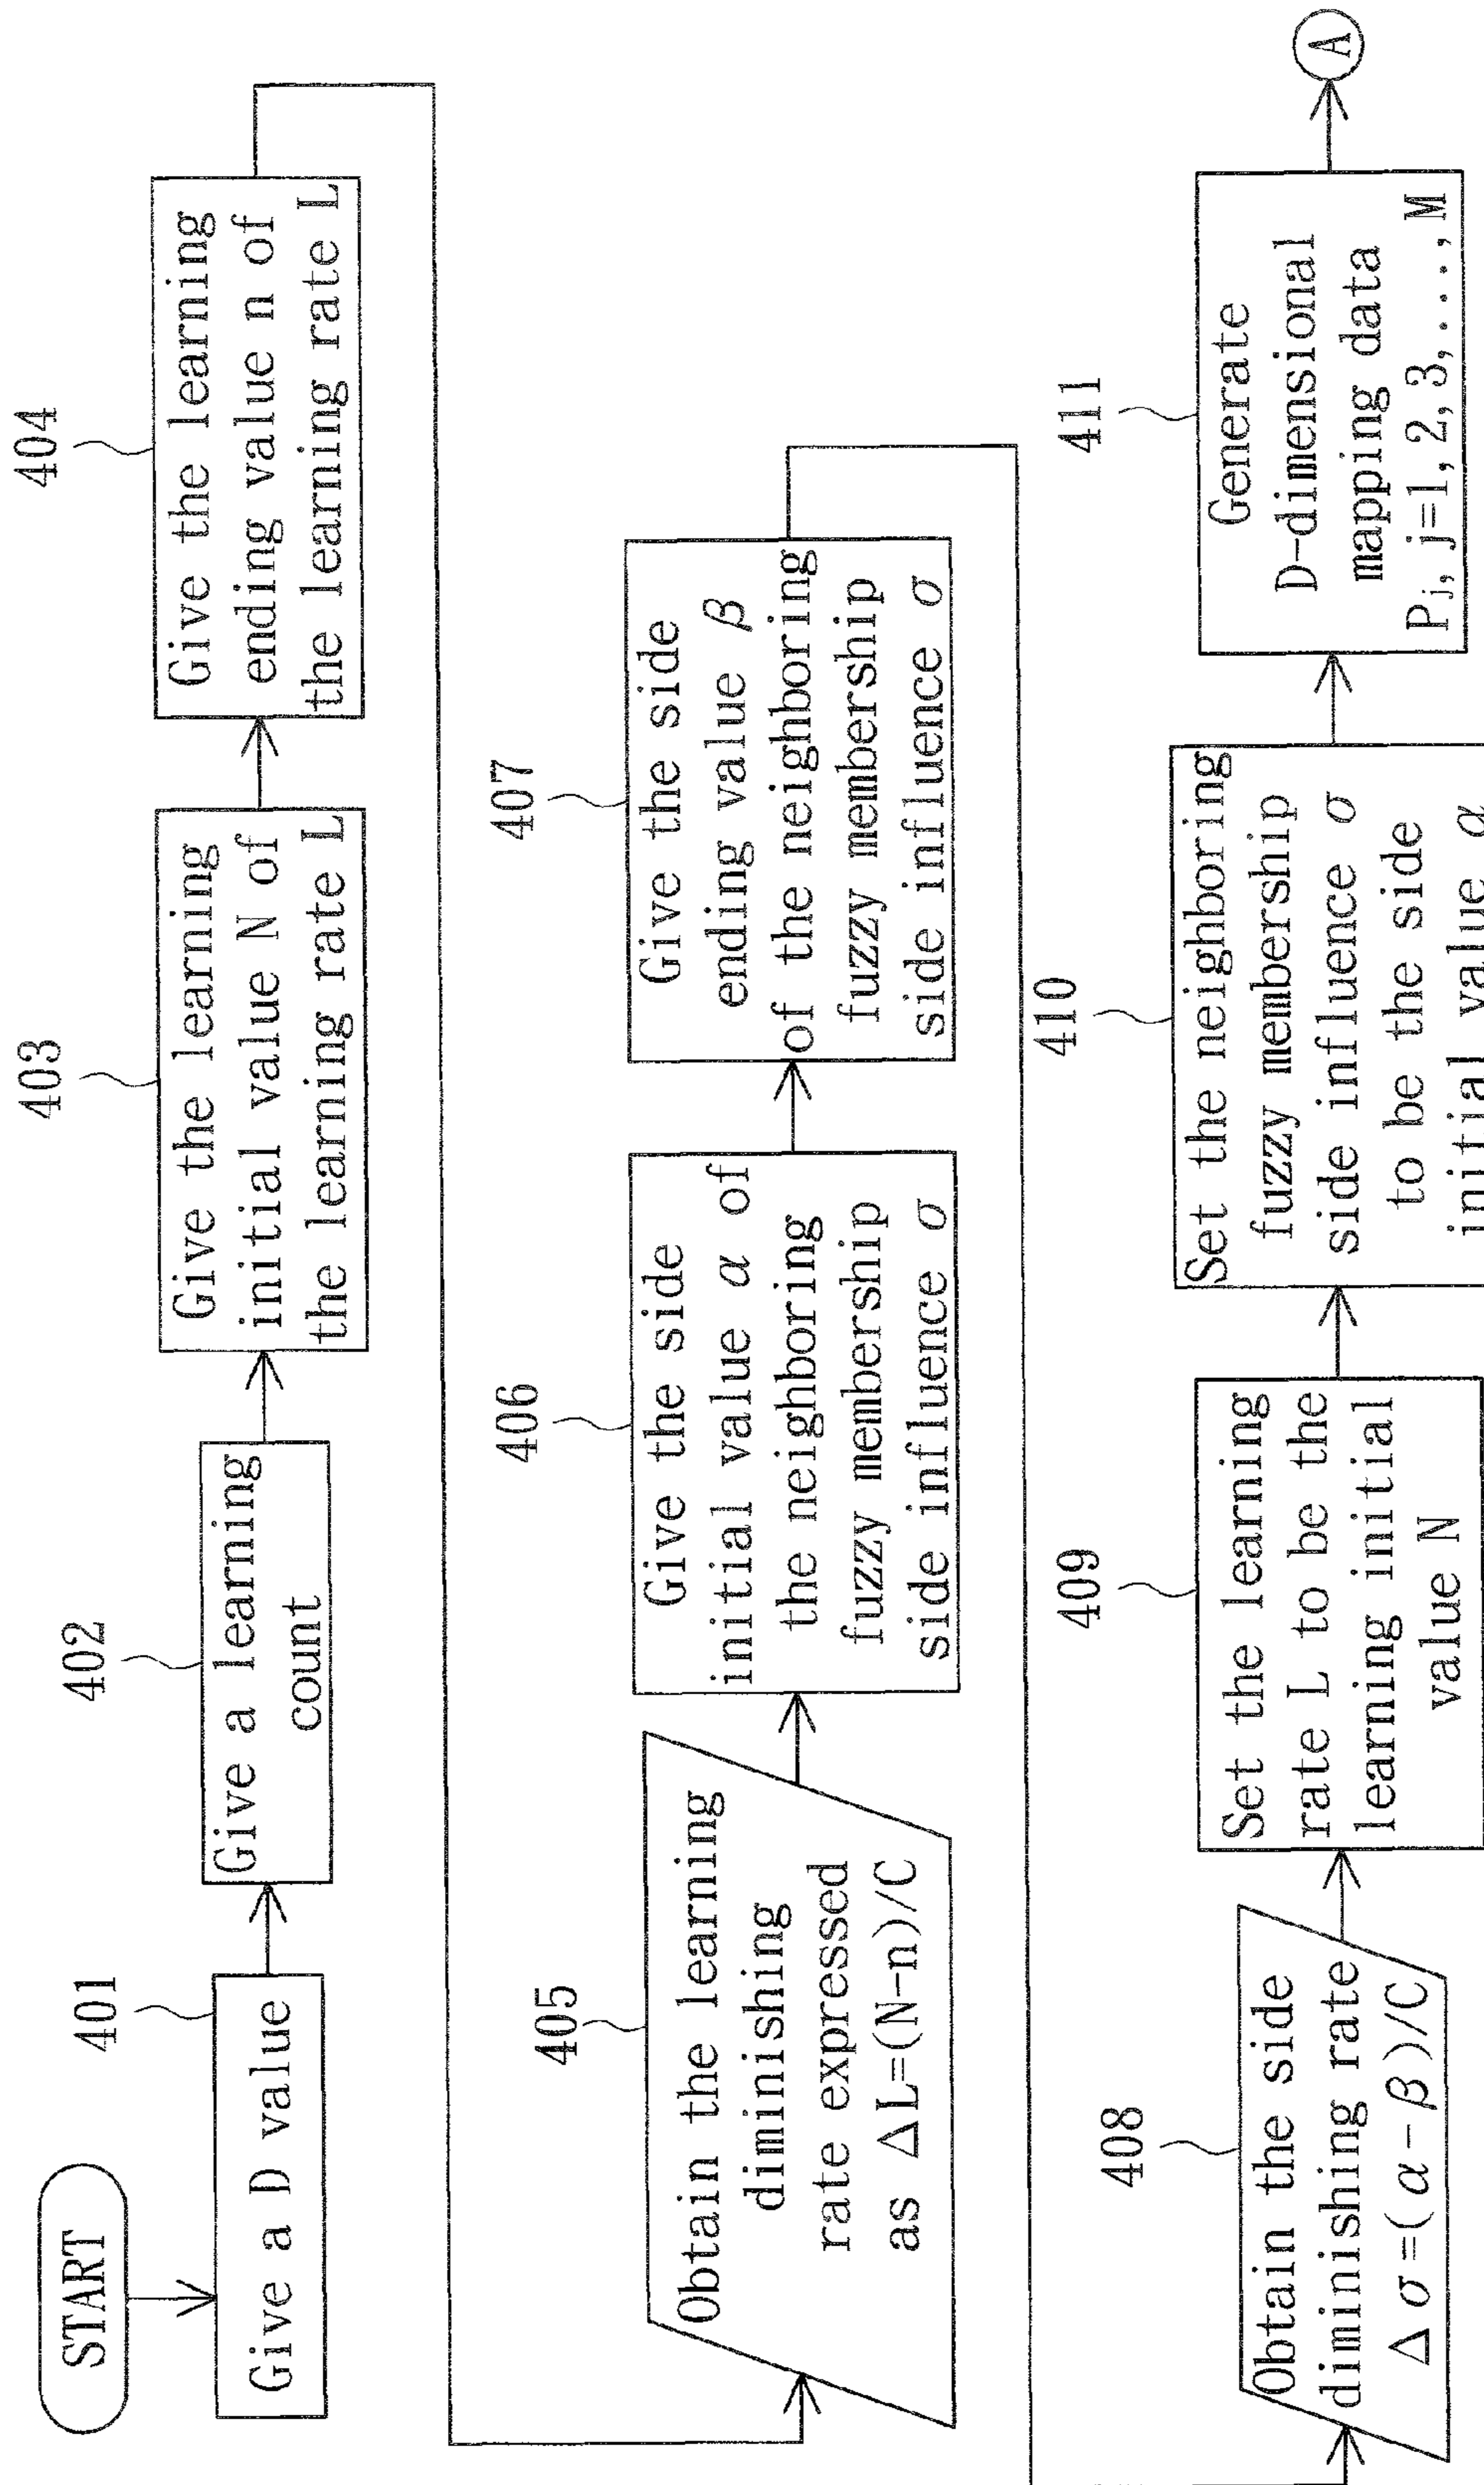 START
401
Give a D value
402
Give a learning
count
403
Give the learning
initial value N of
the learning rate L
404
Give the learning
ending value n of
the learning rate L
405
Obtain the learning
diminishing
rate expressed
as ΔL=(N-n)/C
406
Give the side
initial value α of
the neighboring
fuzzy membership
side influence σ
407
Give the side
ending value β
of the neighboring
fuzzy membership
side influence σ
408
Obtain the side
diminishing rate
Δσ=(α-β)/C
409
Set the learning
rate L to be the
learning initial
value N
410
Set the neighboring
fuzzy membership
side influence σ
to be the side
initial value α
411
Generate
D-dimensional
mapping data
Pj, j=1, 2, 3,...., M
A